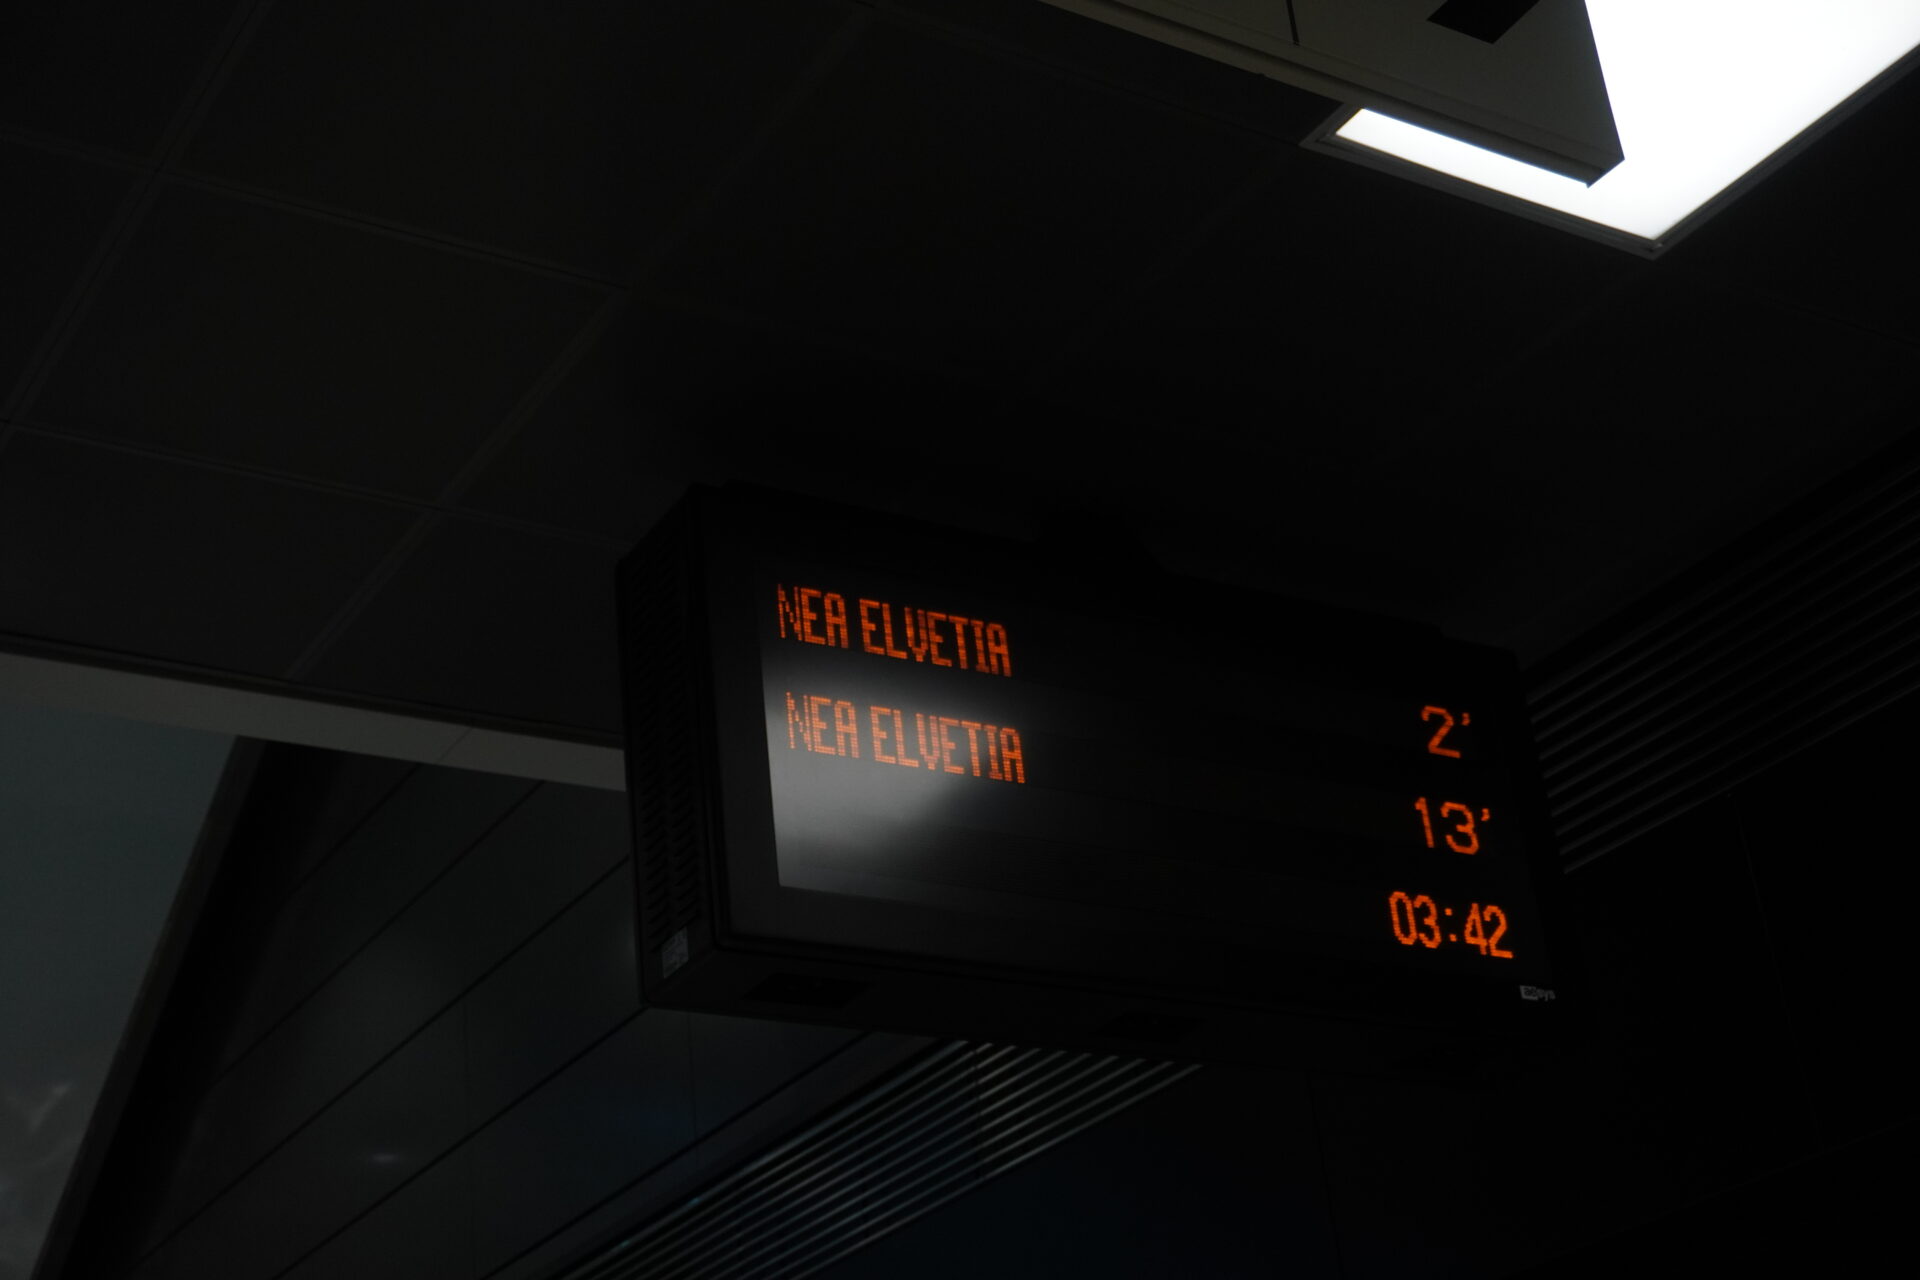 NEA ELVETIA 2'
NEA ELVETIA 13'
03:42